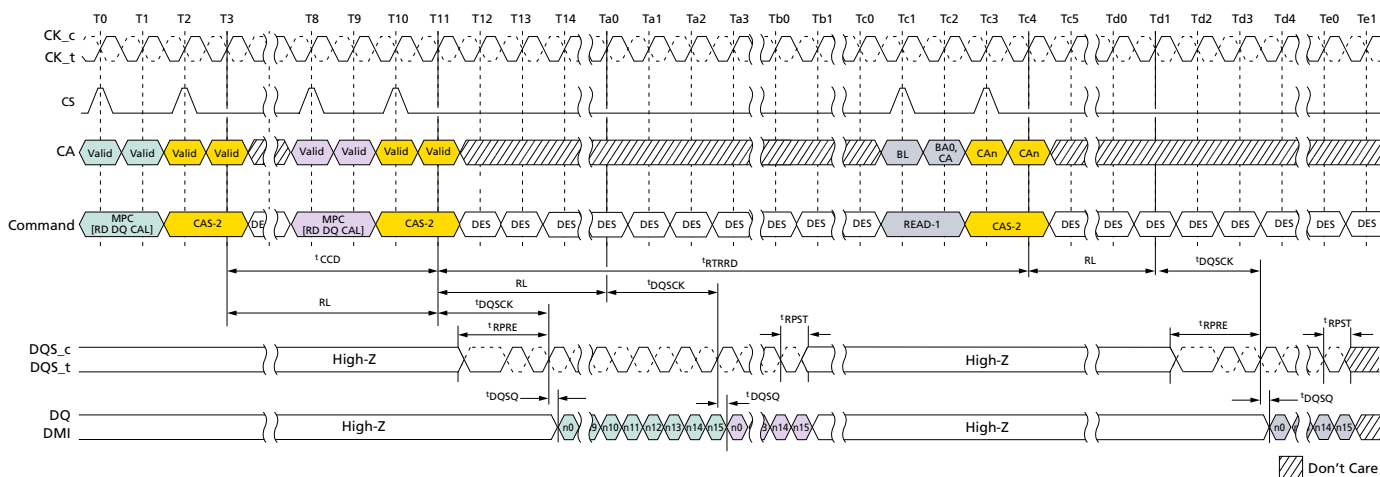 T0 T1 T2 T3 T8 T9 T10 T11 T12 T13 T14 Ta0 Ta1 Ta2 Ta3 Tb0 Tb1 Tc0 Tc1 Tc2 Tc3 Tc4 Tc5 Td0 Td1 Td2 Td3 Td4 Te0 Te1
CK_c
CK_t
CS
CA Valid Valid Valid Valid Valid Valid Valid Valid BL BA0, CA CAn CAn
Command MPC [RD DQ CAL] CAS-2 DE MPC [RD DQ CAL] CAS-2 DES DES DES DES DES DES DES DES DES DES READ-1 CAS-2 DES DES DES DES DES DES DES DES
tCCD tRTRRD RL tDQSCK
RL tDQSCK
RL tDQSCK
tRPRE tRPST tRPRE tRPST
DQS_c
DQS_t High-Z High-Z
tDQSQ tDQSQ tDQSQ
DQ
DMI High-Z n0 9 n10 n11 n12 n13 n14 n15 n0 3 n14 n15 High-Z n0 n14 n15
Don't Care